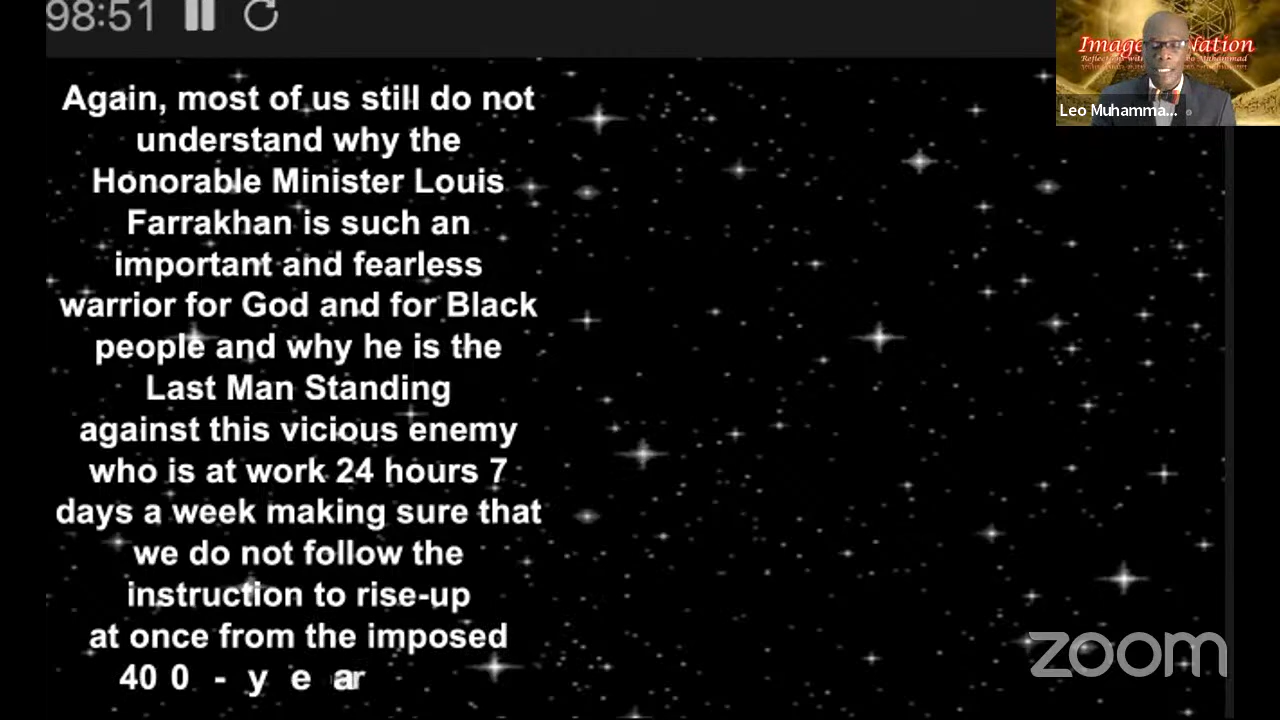 98:51
Again, most of us still do not
understand why the
Honorable Minister Louis
Farrakhan is such an
important and fearless
warrior for God and for Black
people and why he is the
Last Man Standing
against this vicious enemy
who is at work 24 hours 7
days a week making sure that
we do not follow the
instruction to rise-up
at once from the imposed
400-year
Leo Muhamma...
zoom